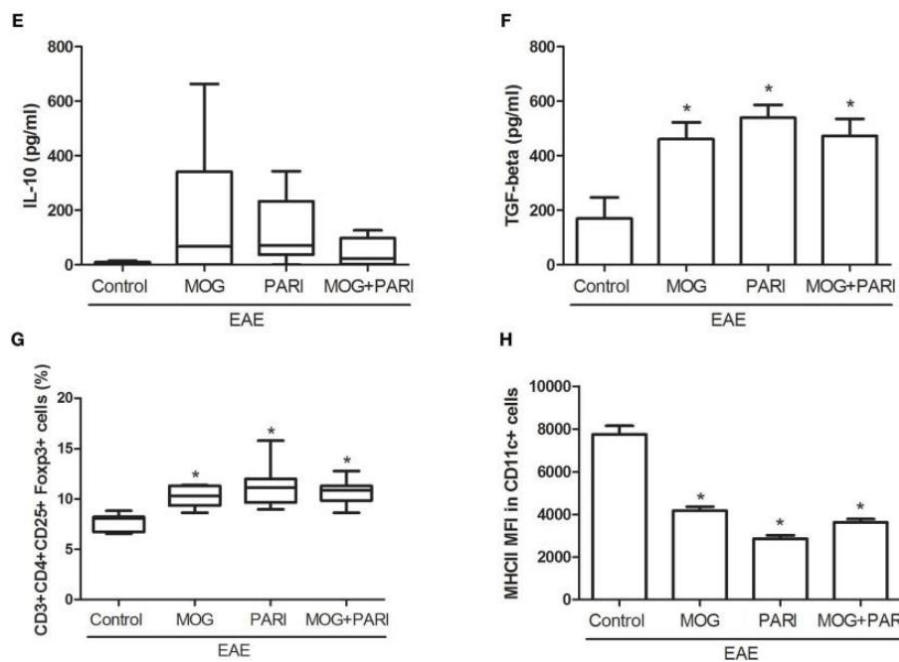 E
IL-10 (pg/ml)
800
600
400
200
0
Control MOG PARI MOG+PARI
EAE
F
TGF-beta (pg/ml)
800
600
400
200
0
* * *
Control MOG PARI MOG+PARI
EAE
G
CD3+CD4+CD25+ Foxp3+ cells (%)
20
15
10
5
0
* * *
Control MOG PARI MOG+PARI
EAE
H
MHCII MFI in CD11c+ cells
10000
8000
6000
4000
2000
0
* * *
Control MOG PARI MOG+PARI
EAE